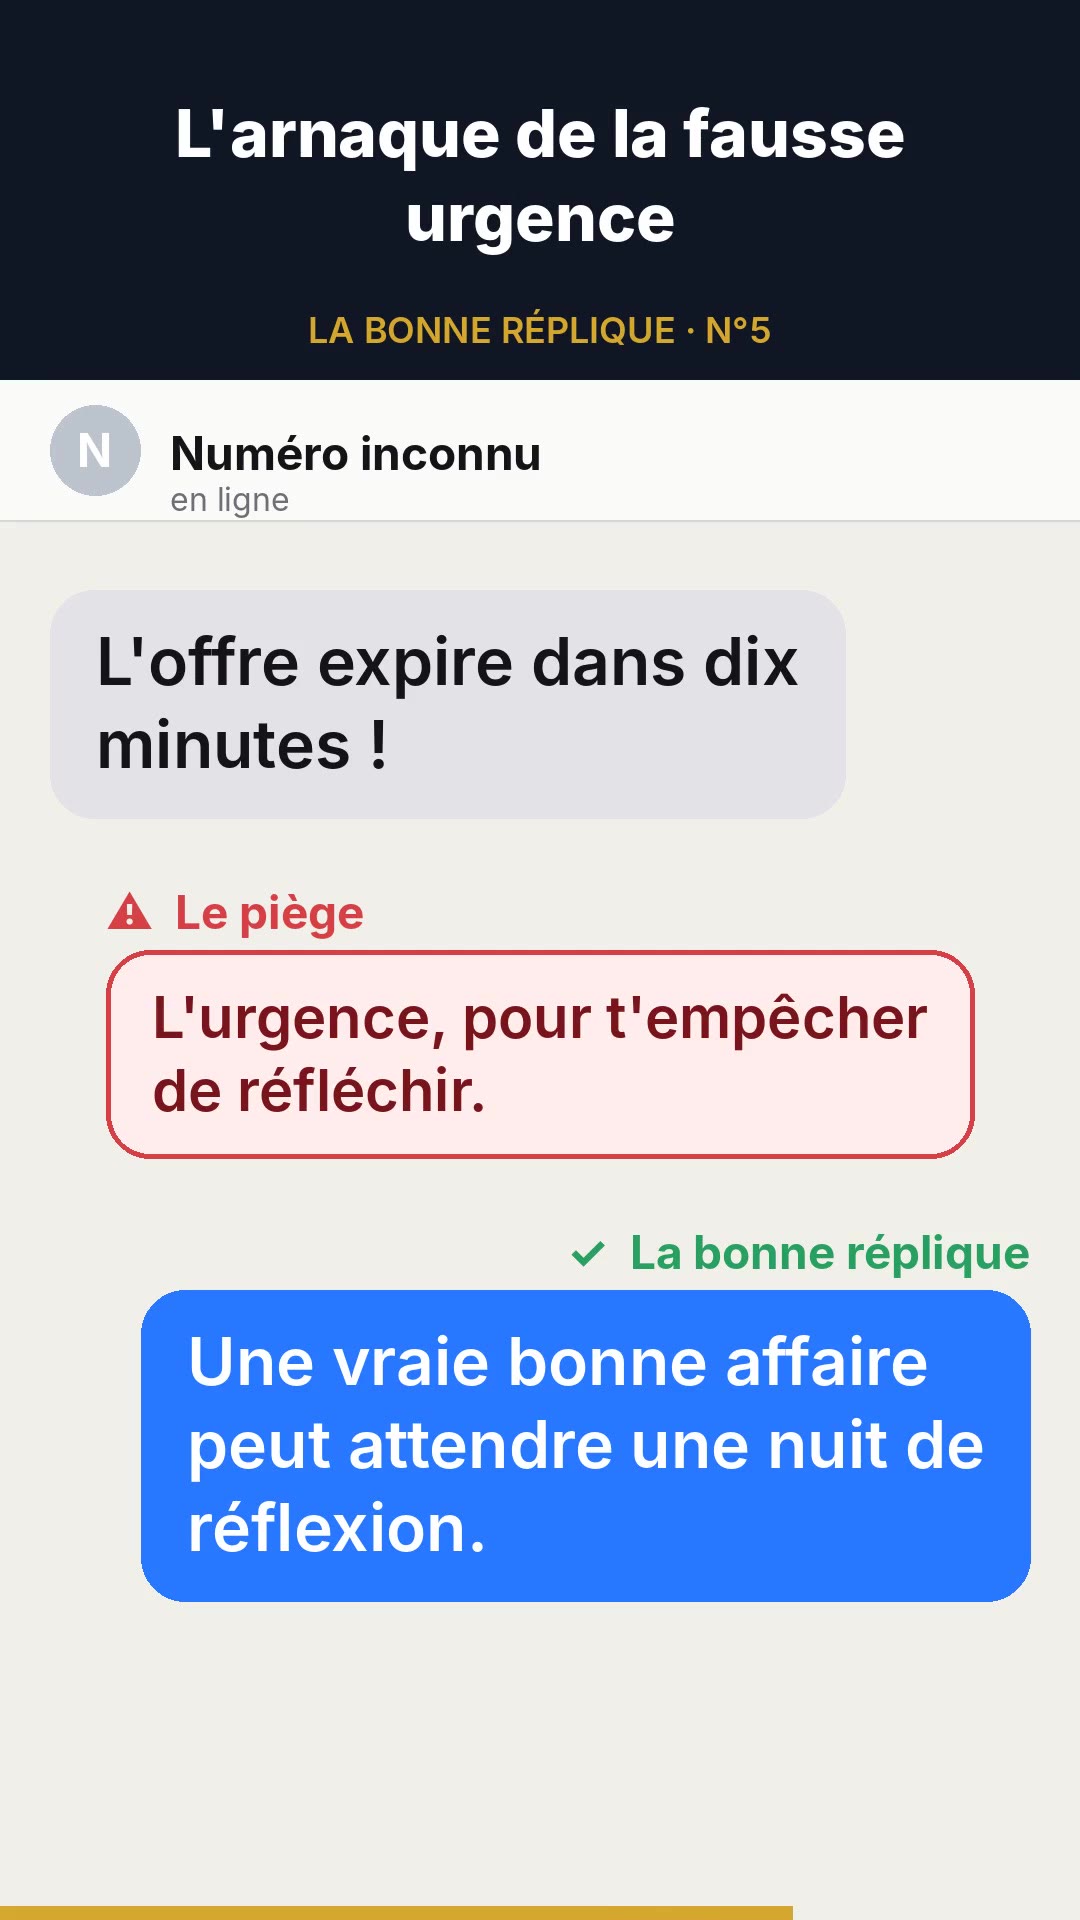 L'arnaque de la fausse
urgence
LA BONNE RÉPLIQUE · N°5
N
Numéro inconnu
en ligne
L'offre expire dans dix
minutes !
Le piège
L'urgence, pour t'empêcher
de réfléchir.
La bonne réplique
Une vraie bonne affaire
peut attendre une nuit de
réflexion.